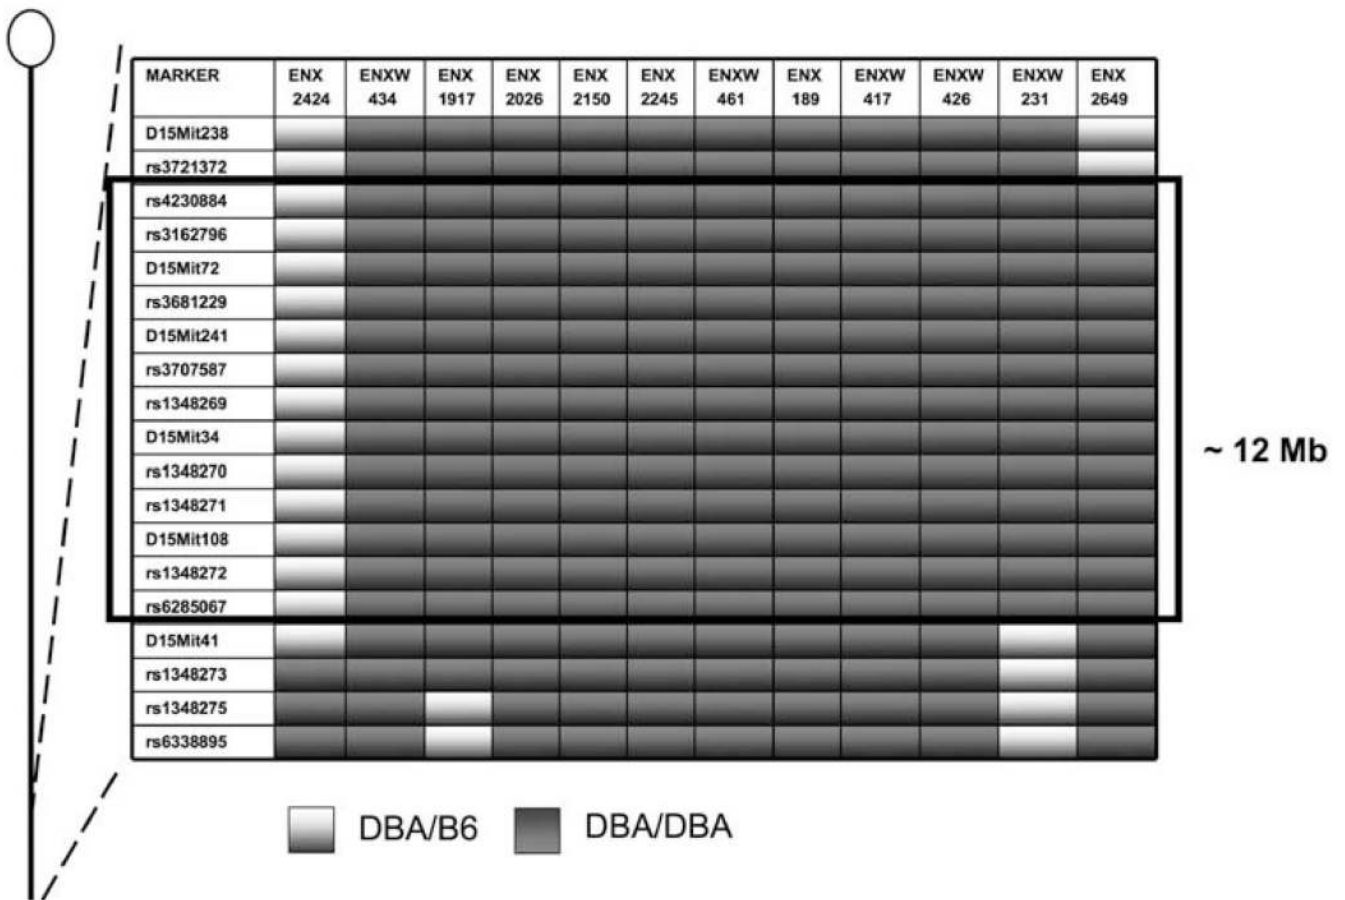 MARKER ENX ENXW ENX ENX ENX ENX ENXW ENX ENXW ENXW ENXW ENX
2424 434 1917 2026 2150 2245 461 189 417 426 231 2649
D15Mit238
rs3721372
rs4230884
rs3162796
D15Mit72
rs3681229
D15Mit241
rs3707587
rs1348269
D15Mit34
rs1348270
rs1348271
D15Mit108
rs1348272
rs6285067
D15Mit41
rs1348273
rs1348275
rs6338895
~ 12 Mb
DBA/B6 DBA/DBA